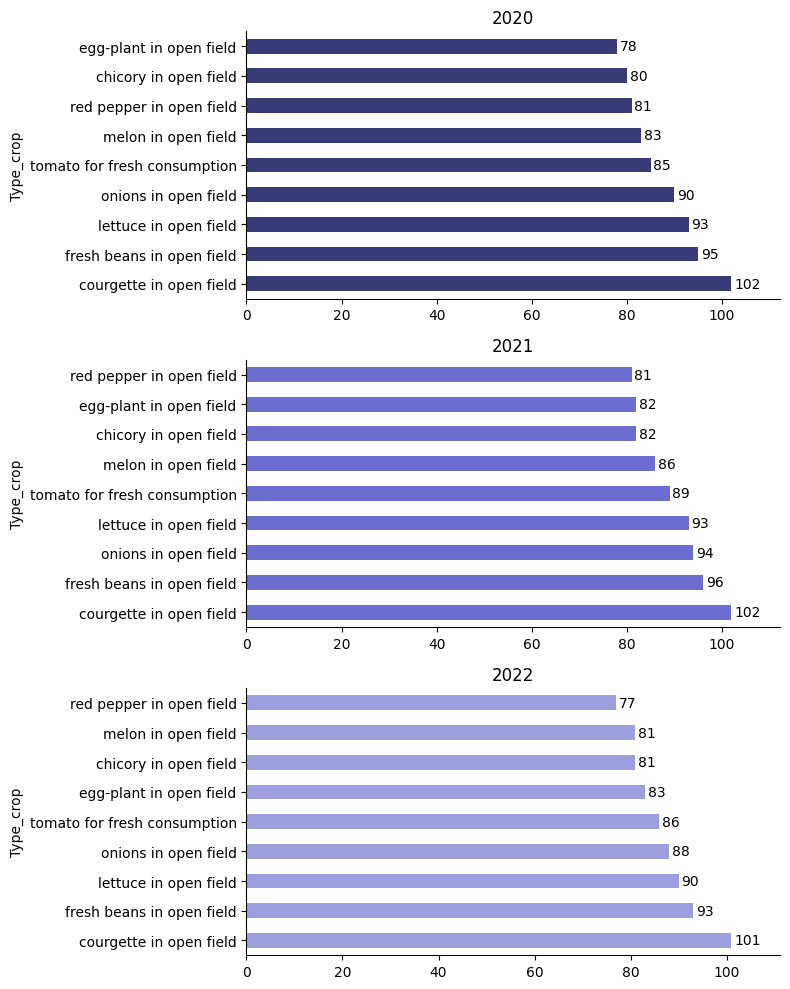 2020
egg-plant in open field 78
chicory in open field 80
red pepper in open field 81
melon in open field 83
tomato for fresh consumption 85
onions in open field 90
lettuce in open field 93
fresh beans in open field 95
courgette in open field 102
0 20 40 60 80 100
Type_crop
2021
red pepper in open field 81
egg-plant in open field 82
chicory in open field 82
melon in open field 86
tomato for fresh consumption 89
lettuce in open field 93
onions in open field 94
fresh beans in open field 96
courgette in open field 102
0 20 40 60 80 100
Type_crop
2022
red pepper in open field 77
melon in open field 81
chicory in open field 81
egg-plant in open field 83
tomato for fresh consumption 86
onions in open field 88
lettuce in open field 90
fresh beans in open field 93
courgette in open field 101
0 20 40 60 80 100
Type_crop